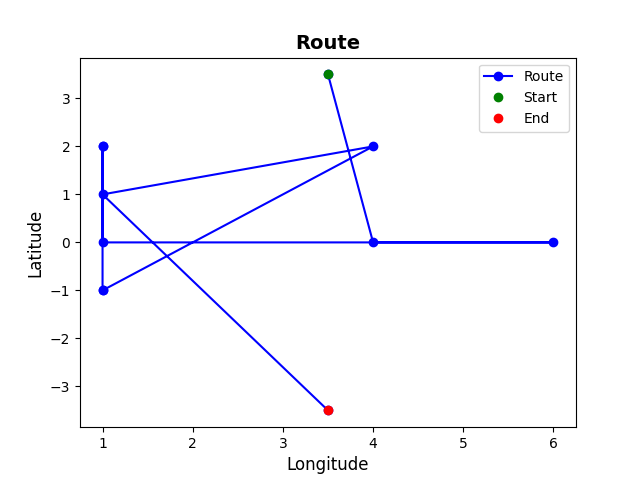 Route
Route
Start
End
3
2
1
0
−1
−2
−3
Latitude
1 2 3 4 5 6
Longitude